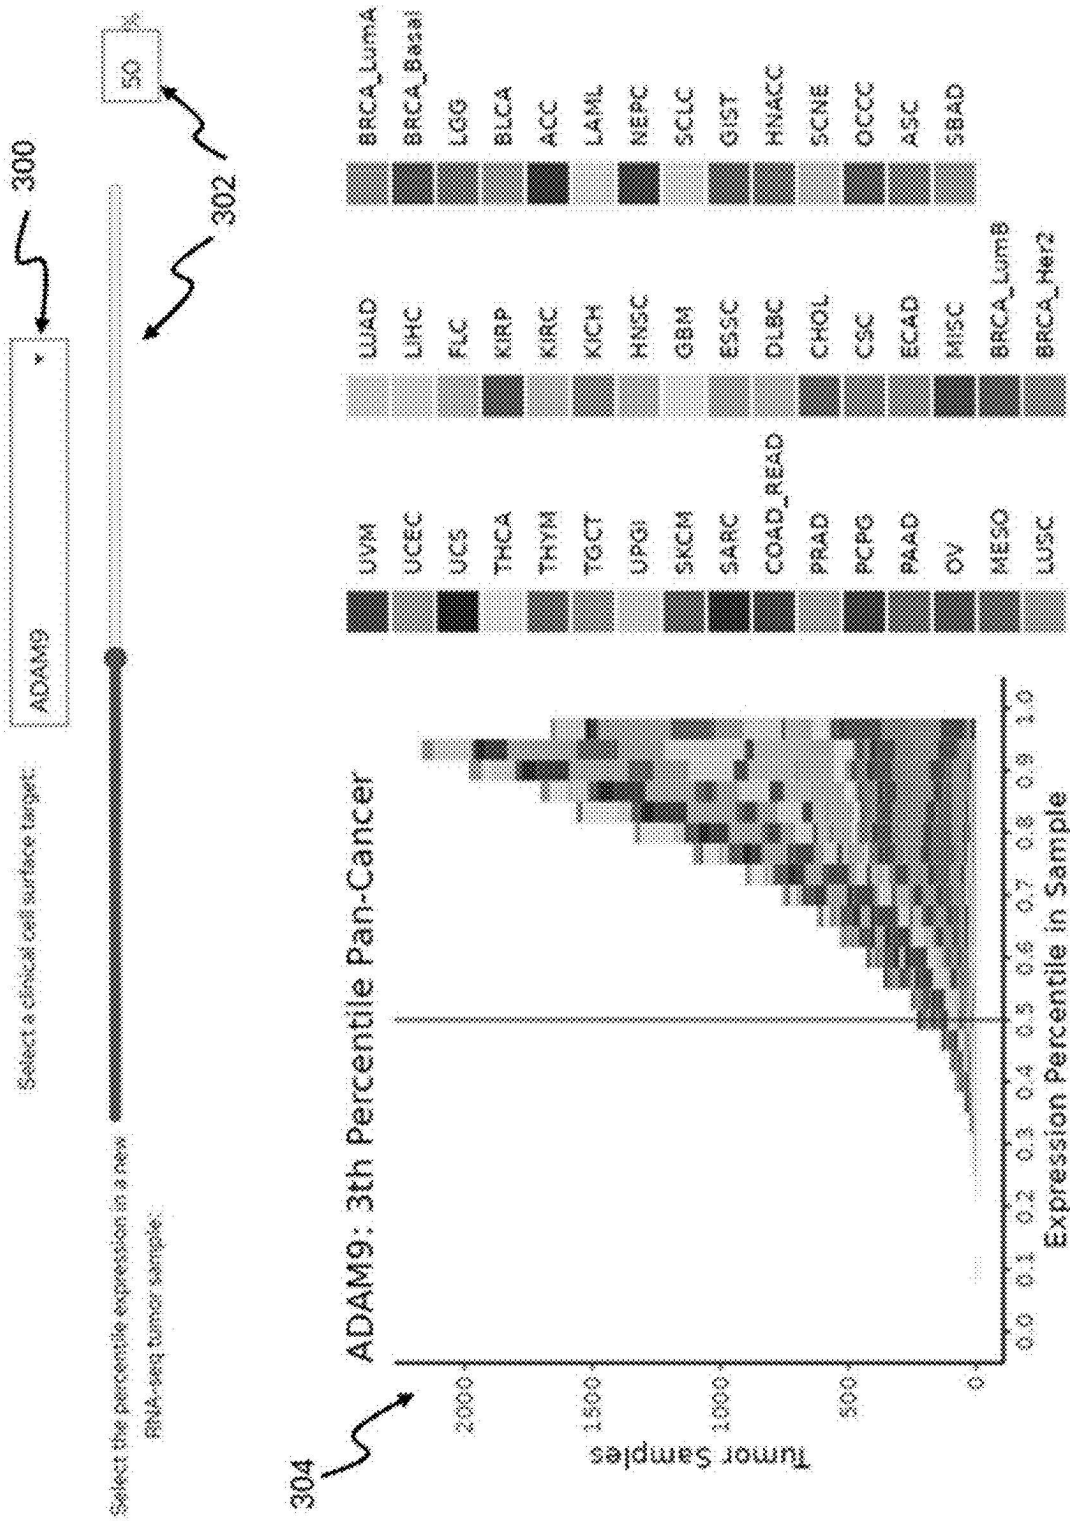 Select a clinical cell surface target:
ADAM9
300
Select the percentile expression in a new
RNA-seq tumor sample:
50
%
302
304
ADAM9: 3th Percentile Pan-Cancer
Tumor Samples
2000
1500
1000
500
0
0.0 0.1 0.2 0.3 0.4 0.5 0.6 0.7 0.8 0.9 1.0
Expression Percentile in Sample
UVM
UCEC
UCS
THCA
THYM
TGCT
UPGI
SKCM
SARC
COAD_READ
PRAD
PCPG
PAAD
OV
MESO
LUSC
LUAD
LIHC
FLC
KIRP
KIRC
KICH
HNSC
GBM
ESSC
DLBC
CHOL
CSC
ECAD
MISC
BRCA_LumB
BRCA_Her2
BRCA_LumA
BRCA_Basal
LGG
BLCA
ACC
LAML
NEPC
SCLC
GIST
HNACC
SCNE
OCCC
ASC
SBAD